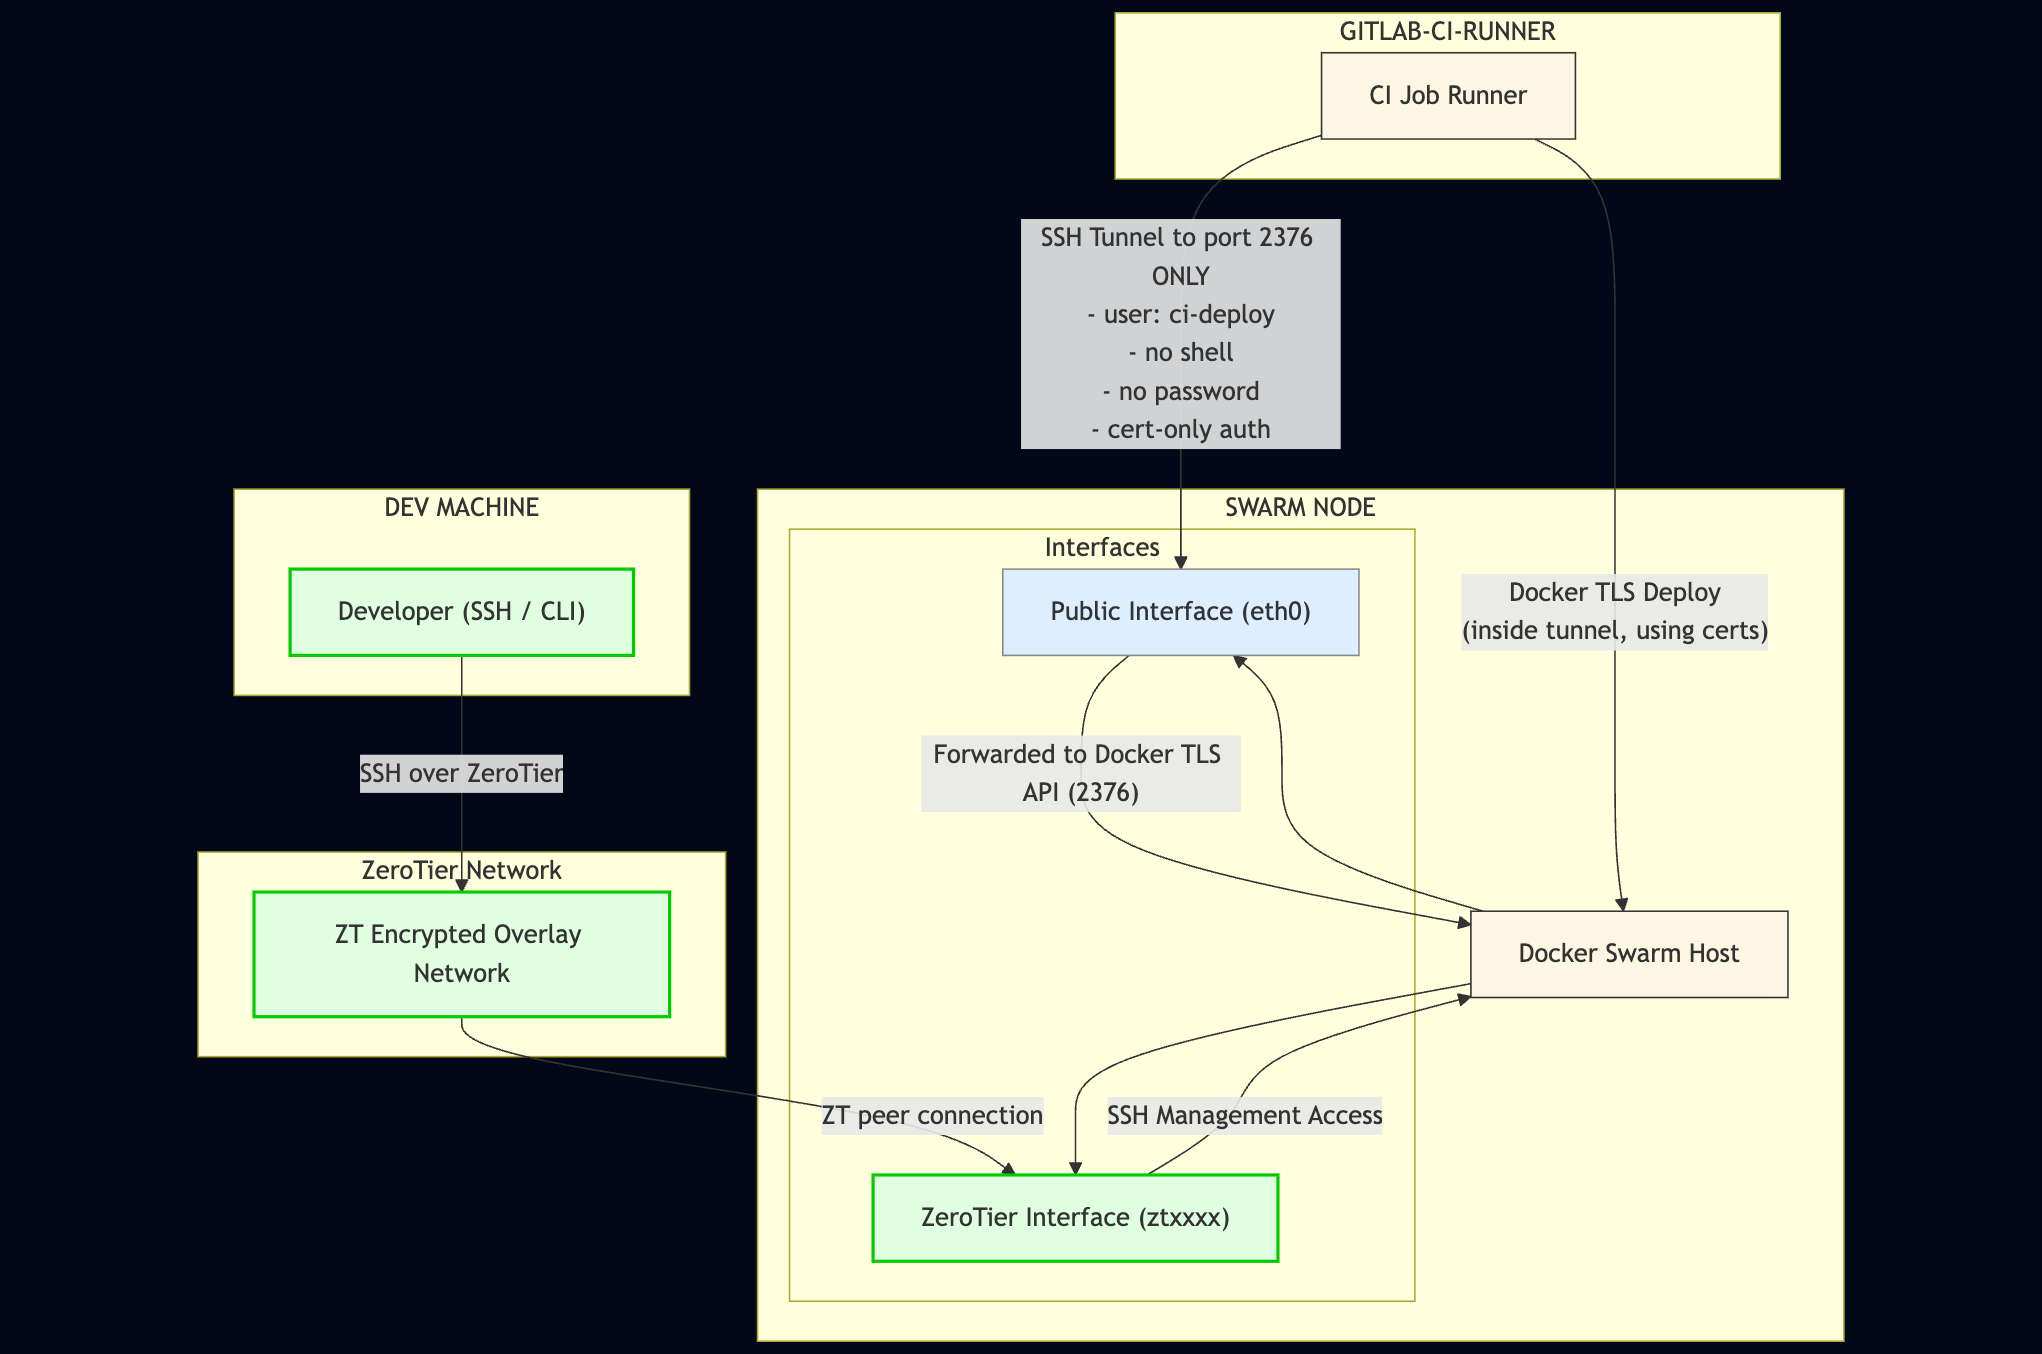 GITLAB-CI-RUNNER
CI Job Runner
SSH Tunnel to port 2376
ONLY
- user: ci-deploy
- no shell
- no password
- cert-only auth
DEV MACHINE
Developer (SSH / CLI)
SSH over ZeroTier
ZeroTier Network
ZT Encrypted Overlay
Network
ZT peer connection
SWARM NODE
Interfaces
Public Interface (eth0)
Docker TLS Deploy
(inside tunnel, using certs)
Forwarded to Docker TLS
API (2376)
Docker Swarm Host
SSH Management Access
ZeroTier Interface (ztxxxx)